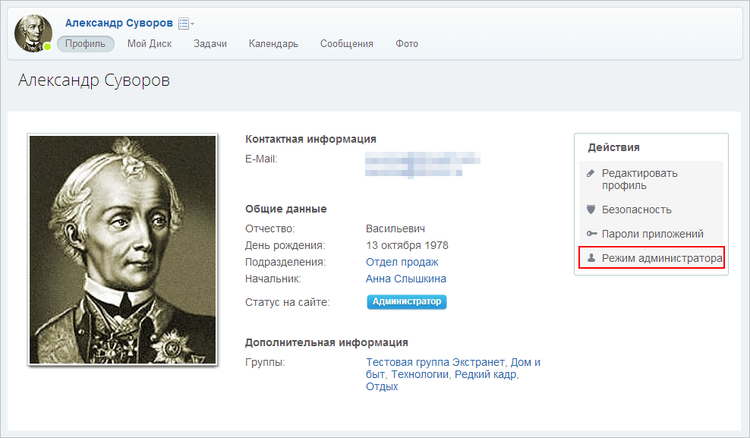 Александр Суворов
Профиль Мой Диск Задачи Календарь Сообщения Фото
Александр Суворов
Контактная информация
E-Mail:
Общие данные
Отчество: Васильевич
День рождения: 13 октября 1978
Подразделения: Отдел продаж
Начальник: Анна Слышкина
Статус на сайте: Администратор
Дополнительная информация
Группы: Тестовая группа Экстранет, Дом и
быт, Технологии, Редкий кадр,
Отдых
Действия
Редактировать
профиль
Безопасность
Пароли приложений
Режим администратора